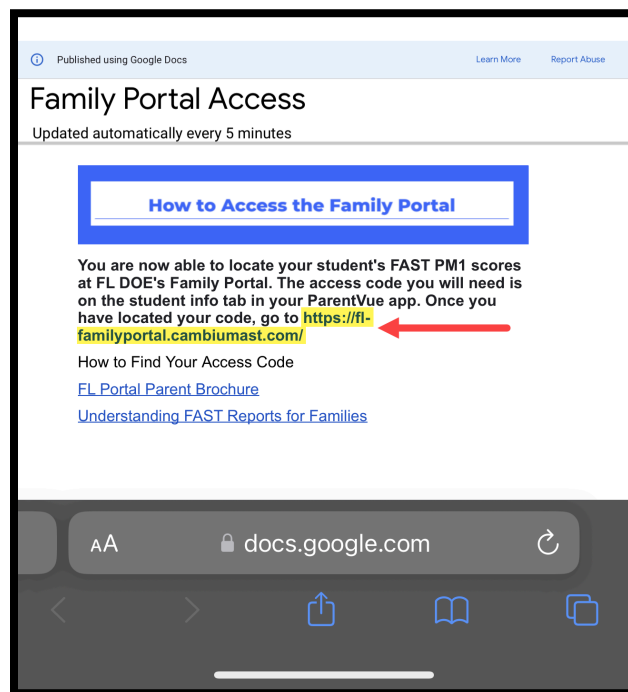 Published using Google Docs
Learn More
Report Abuse
Family Portal Access
Updated automatically every 5 minutes
How to Access the Family Portal
You are now able to locate your student's FAST PM1 scores
at FL DOE's Family Portal. The access code you will need is
on the student info tab in your ParentVue app. Once you
have located your code, go to https://fl-
familyportal.cambiumast.com/
How to Find Your Access Code
FL Portal Parent Brochure
Understanding FAST Reports for Families
AA
docs.google.com